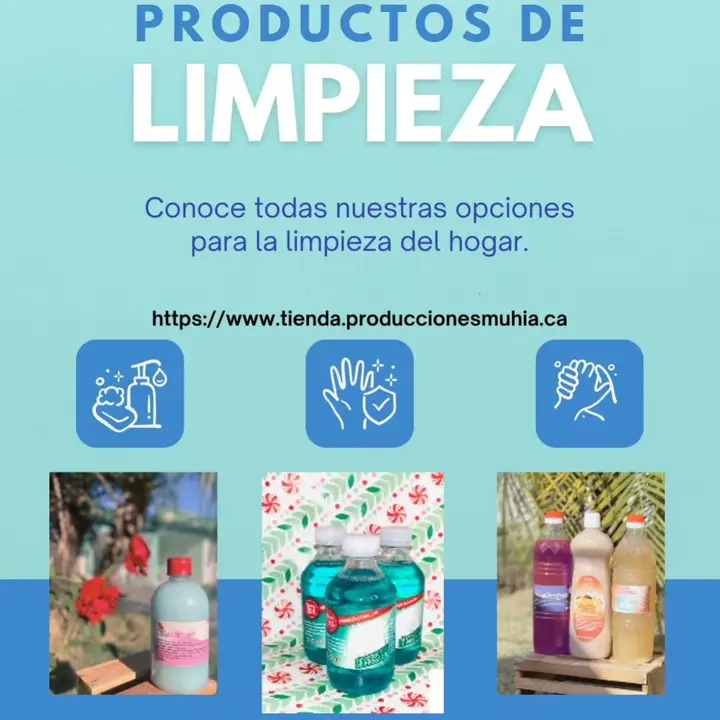 PRODUCTOS DE
LIMPIEZA
Conoce todas nuestras opciones
para la limpieza del hogar.
https://www.tienda.produccionesmuhia.ca